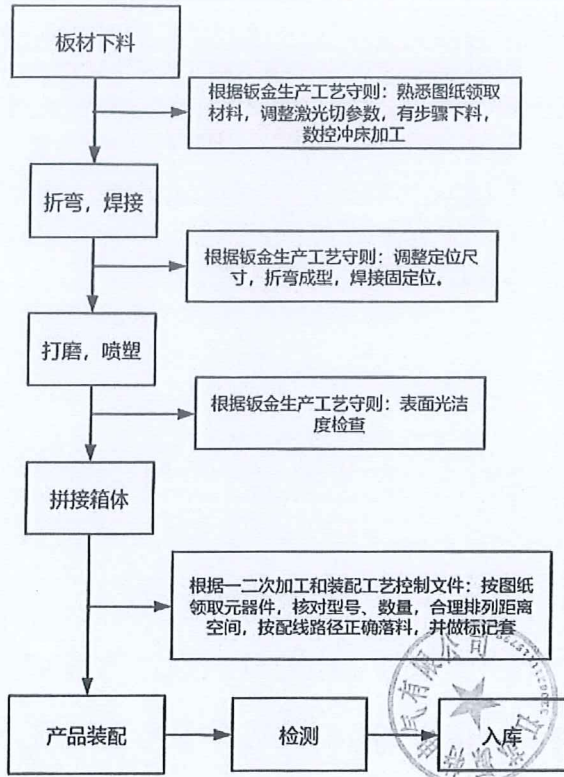 板材下料
根据钣金生产工艺守则：熟悉图纸领取
材料，调整激光切参数，有步骤下料，
数控冲床加工
折弯，焊接
根据钣金生产工艺守则：调整定位尺
寸，折弯成型，焊接固定位。
打磨，喷塑
根据钣金生产工艺守则：表面光洁
度检查
拼接箱体
根据一二次加工和装配工艺控制文件：按图纸
领取元器件，核对型号、数量，合理排列距离
空间，按配线路径正确落料，并做标记套
产品装配
检测
入库
气有限公司